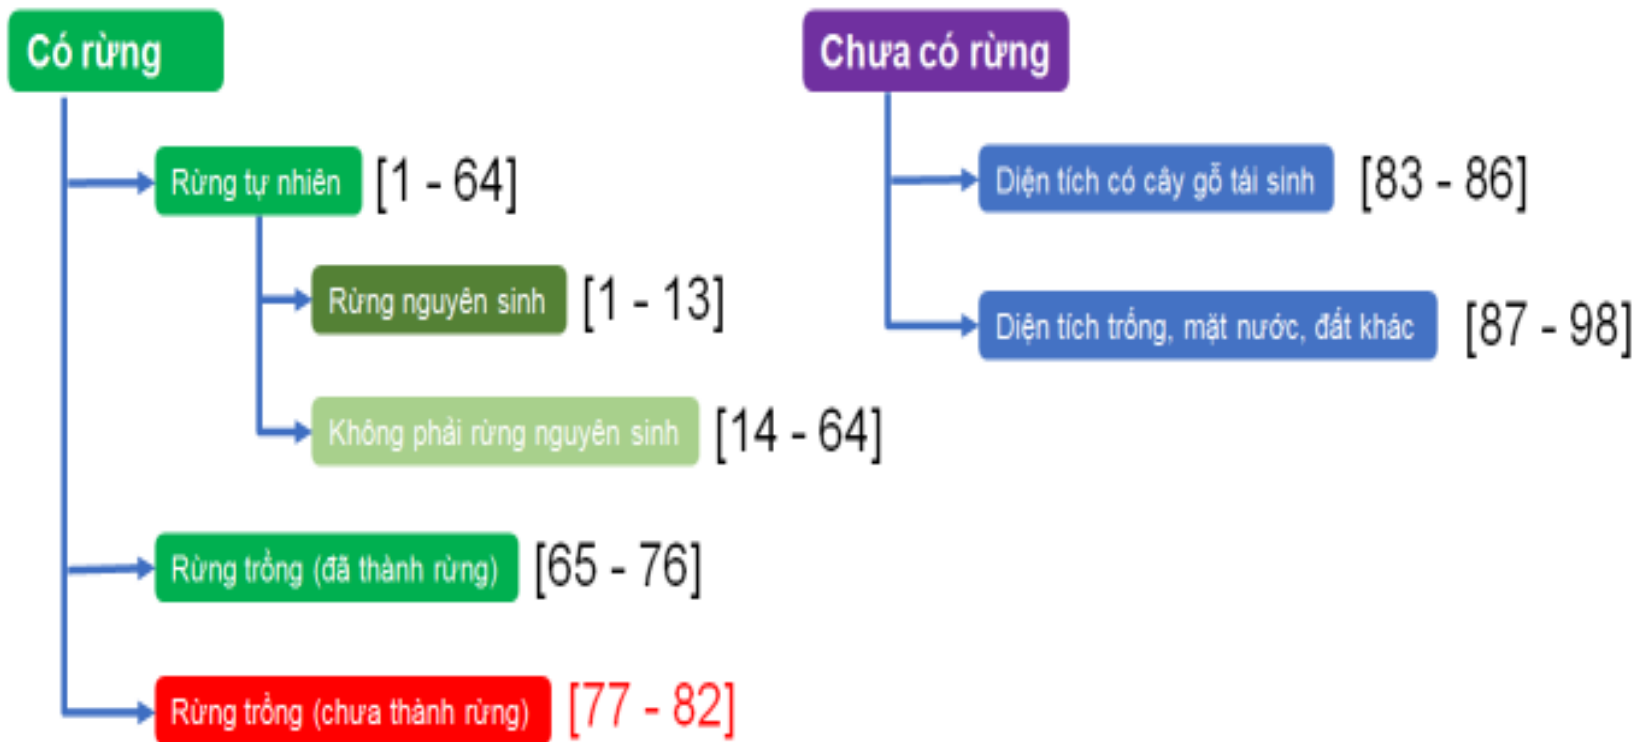 Có rừng
Rừng tự nhiên [1 - 64]
Rừng nguyên sinh [1 - 13]
Không phải rừng nguyên sinh [14 - 64]
Rừng trồng (đã thành rừng) [65 - 76]
Rừng trồng (chưa thành rừng) [77 - 82]
Chưa có rừng
Diện tích có cây gỗ tái sinh [83 - 86]
Diện tích trống, mặt nước, đất khác [87 - 98]